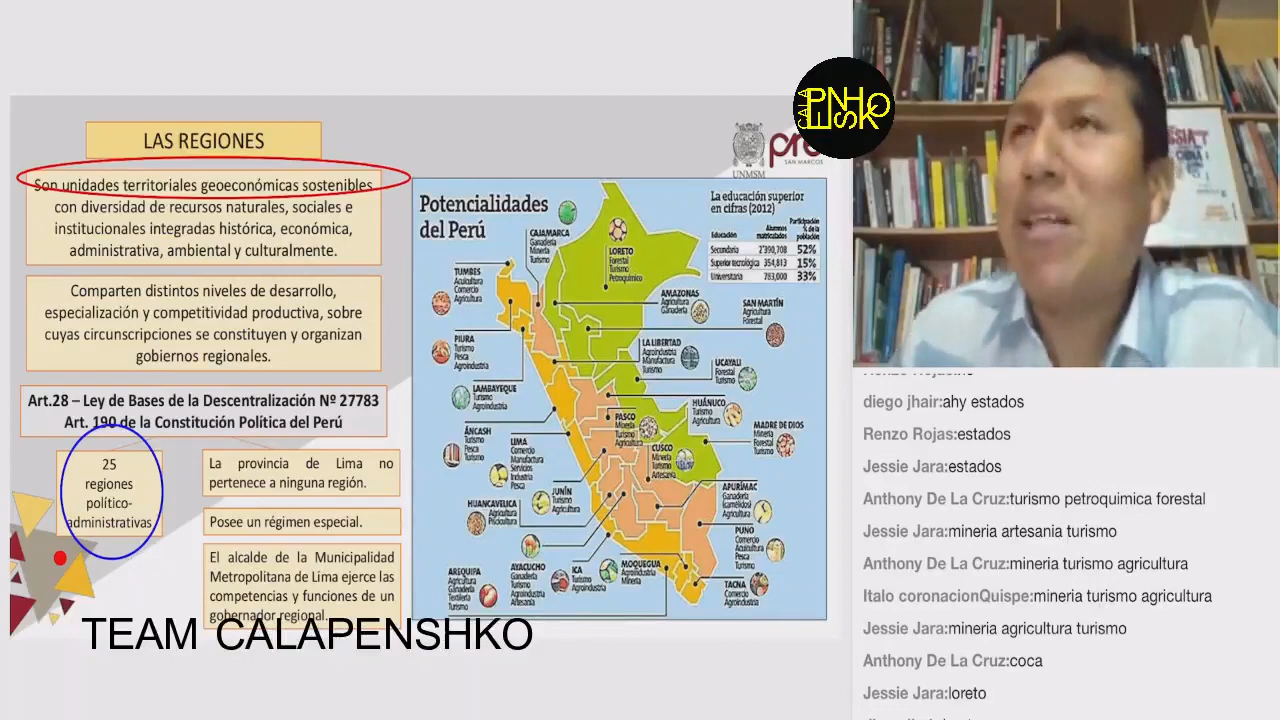 LAS REGIONES
Son unidades territoriales geoeconómicas sostenibles
con diversidad de recursos naturales, sociales e
institucionales integradas histórica, económica,
administrativa, ambiental y culturalmente.
Comparten distintos niveles de desarrollo,
especialización y competitividad productiva, sobre
cuyas circunscripciones se constituyen y organizan
gobiernos regionales.
Art.28 – Ley de Bases de la Descentralización Nº 27783
Art. 190 de la Constitución Política del Perú
25
regiones
político-
administrativas
La provincia de Lima no
pertenece a ninguna región.
Posee un régimen especial.
El alcalde de la Municipalidad
Metropolitana de Lima ejerce las
competencias y funciones de un
gobernador regional.
TEAM CALAPENSHKO
UNMSM
SAN MARCOS
Potencialidades
del Perú
La educación superior
en cifras (2012)
Educación
Alumnos
matriculados
Participación
% de la
población
Secundaria 2'390,708 52%
Superior tecnológica 354,813 15%
Universitaria 783,000 33%
CAJAMARCA
Ganadería
Minería
Turismo
LORETO
Forestal
Turismo
Petroquímico
TUMBES
Acuicultura
Comercio
Agricultura
AMAZONAS
Agricultura
Ganadería
SAN MARTÍN
Agricultura
Forestal
PIURA
Turismo
Pesca
Agroindustria
LA LIBERTAD
Agroindustria
Manufactura
Turismo
UCAYALI
Forestal
Turismo
LAMBAYEQUE
Turismo
Agroindustria
HUÁNUCO
Turismo
Agricultura
PASCO
Minería
Turismo
Agricultura
MADRE DE DIOS
Minería
Forestal
Turismo
ÁNCASH
Turismo
Pesca
Turismo
LIMA
Comercio
Manufactura
Servicios
Industria
Pesca
CUSCO
Minería
Turismo
Artesanía
JUNÍN
Turismo
Agricultura
APURÍMAC
Ganadería
(camélidos)
Agricultura
HUANCAVELICA
Agricultura
Piscicultura
PUNO
Comercio
Acuicultura
Pesca
Turismo
AREQUIPA
Agricultura
Ganadería
Textilería
Turismo
AYACUCHO
Ganadería
Turismo
Agroindustria
Artesanía
ICA
Turismo
Agroindustria
MOQUEGUA
Agroindustria
Minería
TACNA
Comercio
Agroindustria
diego jhair:ahy estados
Renzo Rojas:estados
Jessie Jara:estados
Anthony De La Cruz:turismo petroquimica forestal
Jessie Jara:mineria artesania turismo
Anthony De La Cruz:mineria turismo agricultura
Italo coronacionQuispe:mineria turismo agricultura
Jessie Jara:mineria agricultura turismo
Anthony De La Cruz:coca
Jessie Jara:loreto